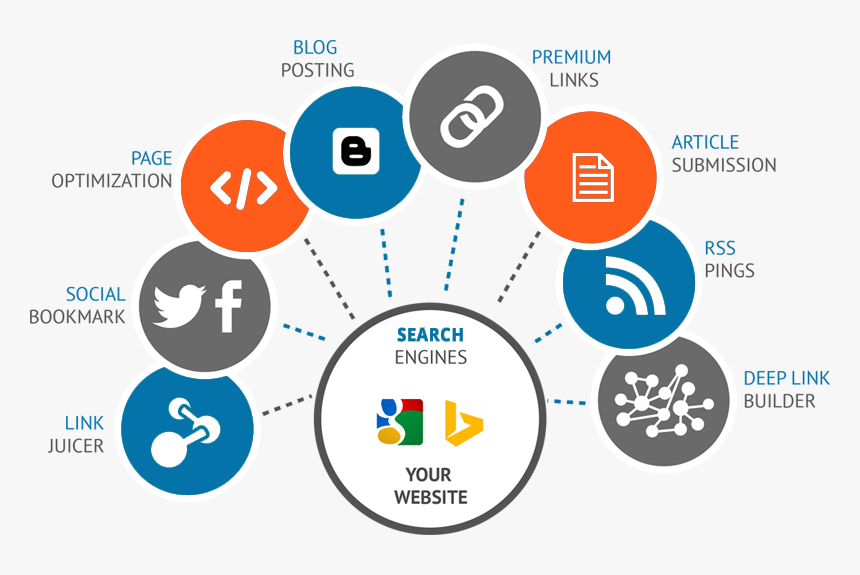 BLOG
POSTING
PREMIUM
LINKS
PAGE
OPTIMIZATION
ARTICLE
SUBMISSION
SOCIAL
BOOKMARK
RSS
PINGS
LINK
JUICER
DEEP LINK
BUILDER
SEARCH
ENGINES
YOUR
WEBSITE